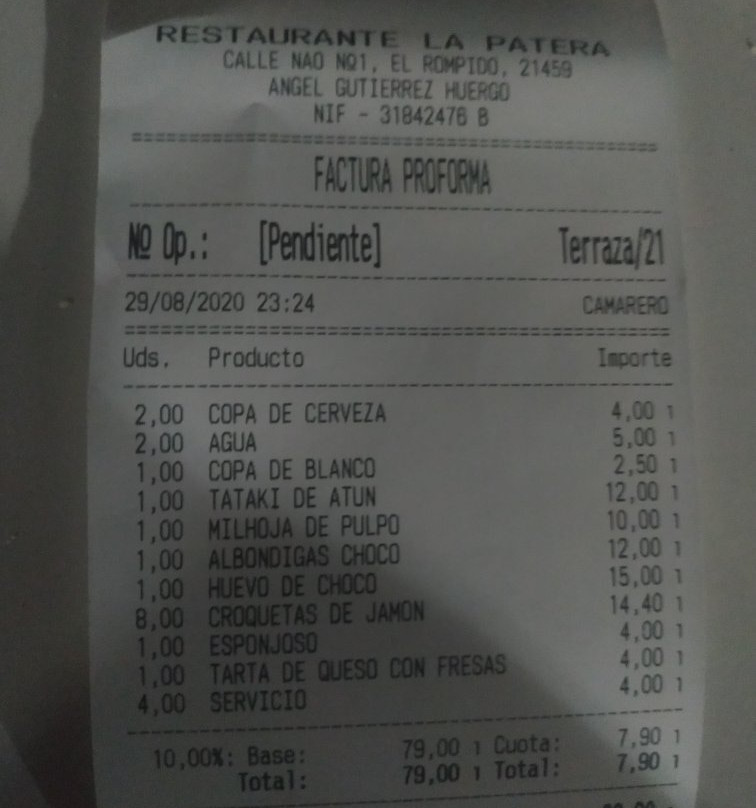 RESTAURANTE LA PATERA
CALLE NAO Nº1, EL ROMPIDO, 21459
ANGEL GUTIERREZ HUERGO
NIF - 31842476 B
FACTURA PROFORMA
Nº Op.: [Pendiente] Terraza/21
29/08/2020 23:24 CAMARERO
Uds. Producto Importe
2,00 COPA DE CERVEZA 4,00 1
2,00 AGUA 5,00 1
1,00 COPA DE BLANCO 2,50 1
1,00 TATAKI DE ATUN 12,00 1
1,00 MILHOJA DE PULPO 10,00 1
1,00 ALBONDIGAS CHOCO 12,00 1
1,00 HUEVO DE CHOCO 15,00 1
8,00 CROQUETAS DE JAMON 14,40 1
1,00 ESPONJOSO 4,00 1
1,00 TARTA DE QUESO CON FRESAS 4,00 1
4,00 SERVICIO 4,00 1
10,00%: Base: 79,00 1 Cuota: 7,90 1
Total: 79,00 1 Total: 7,90 1